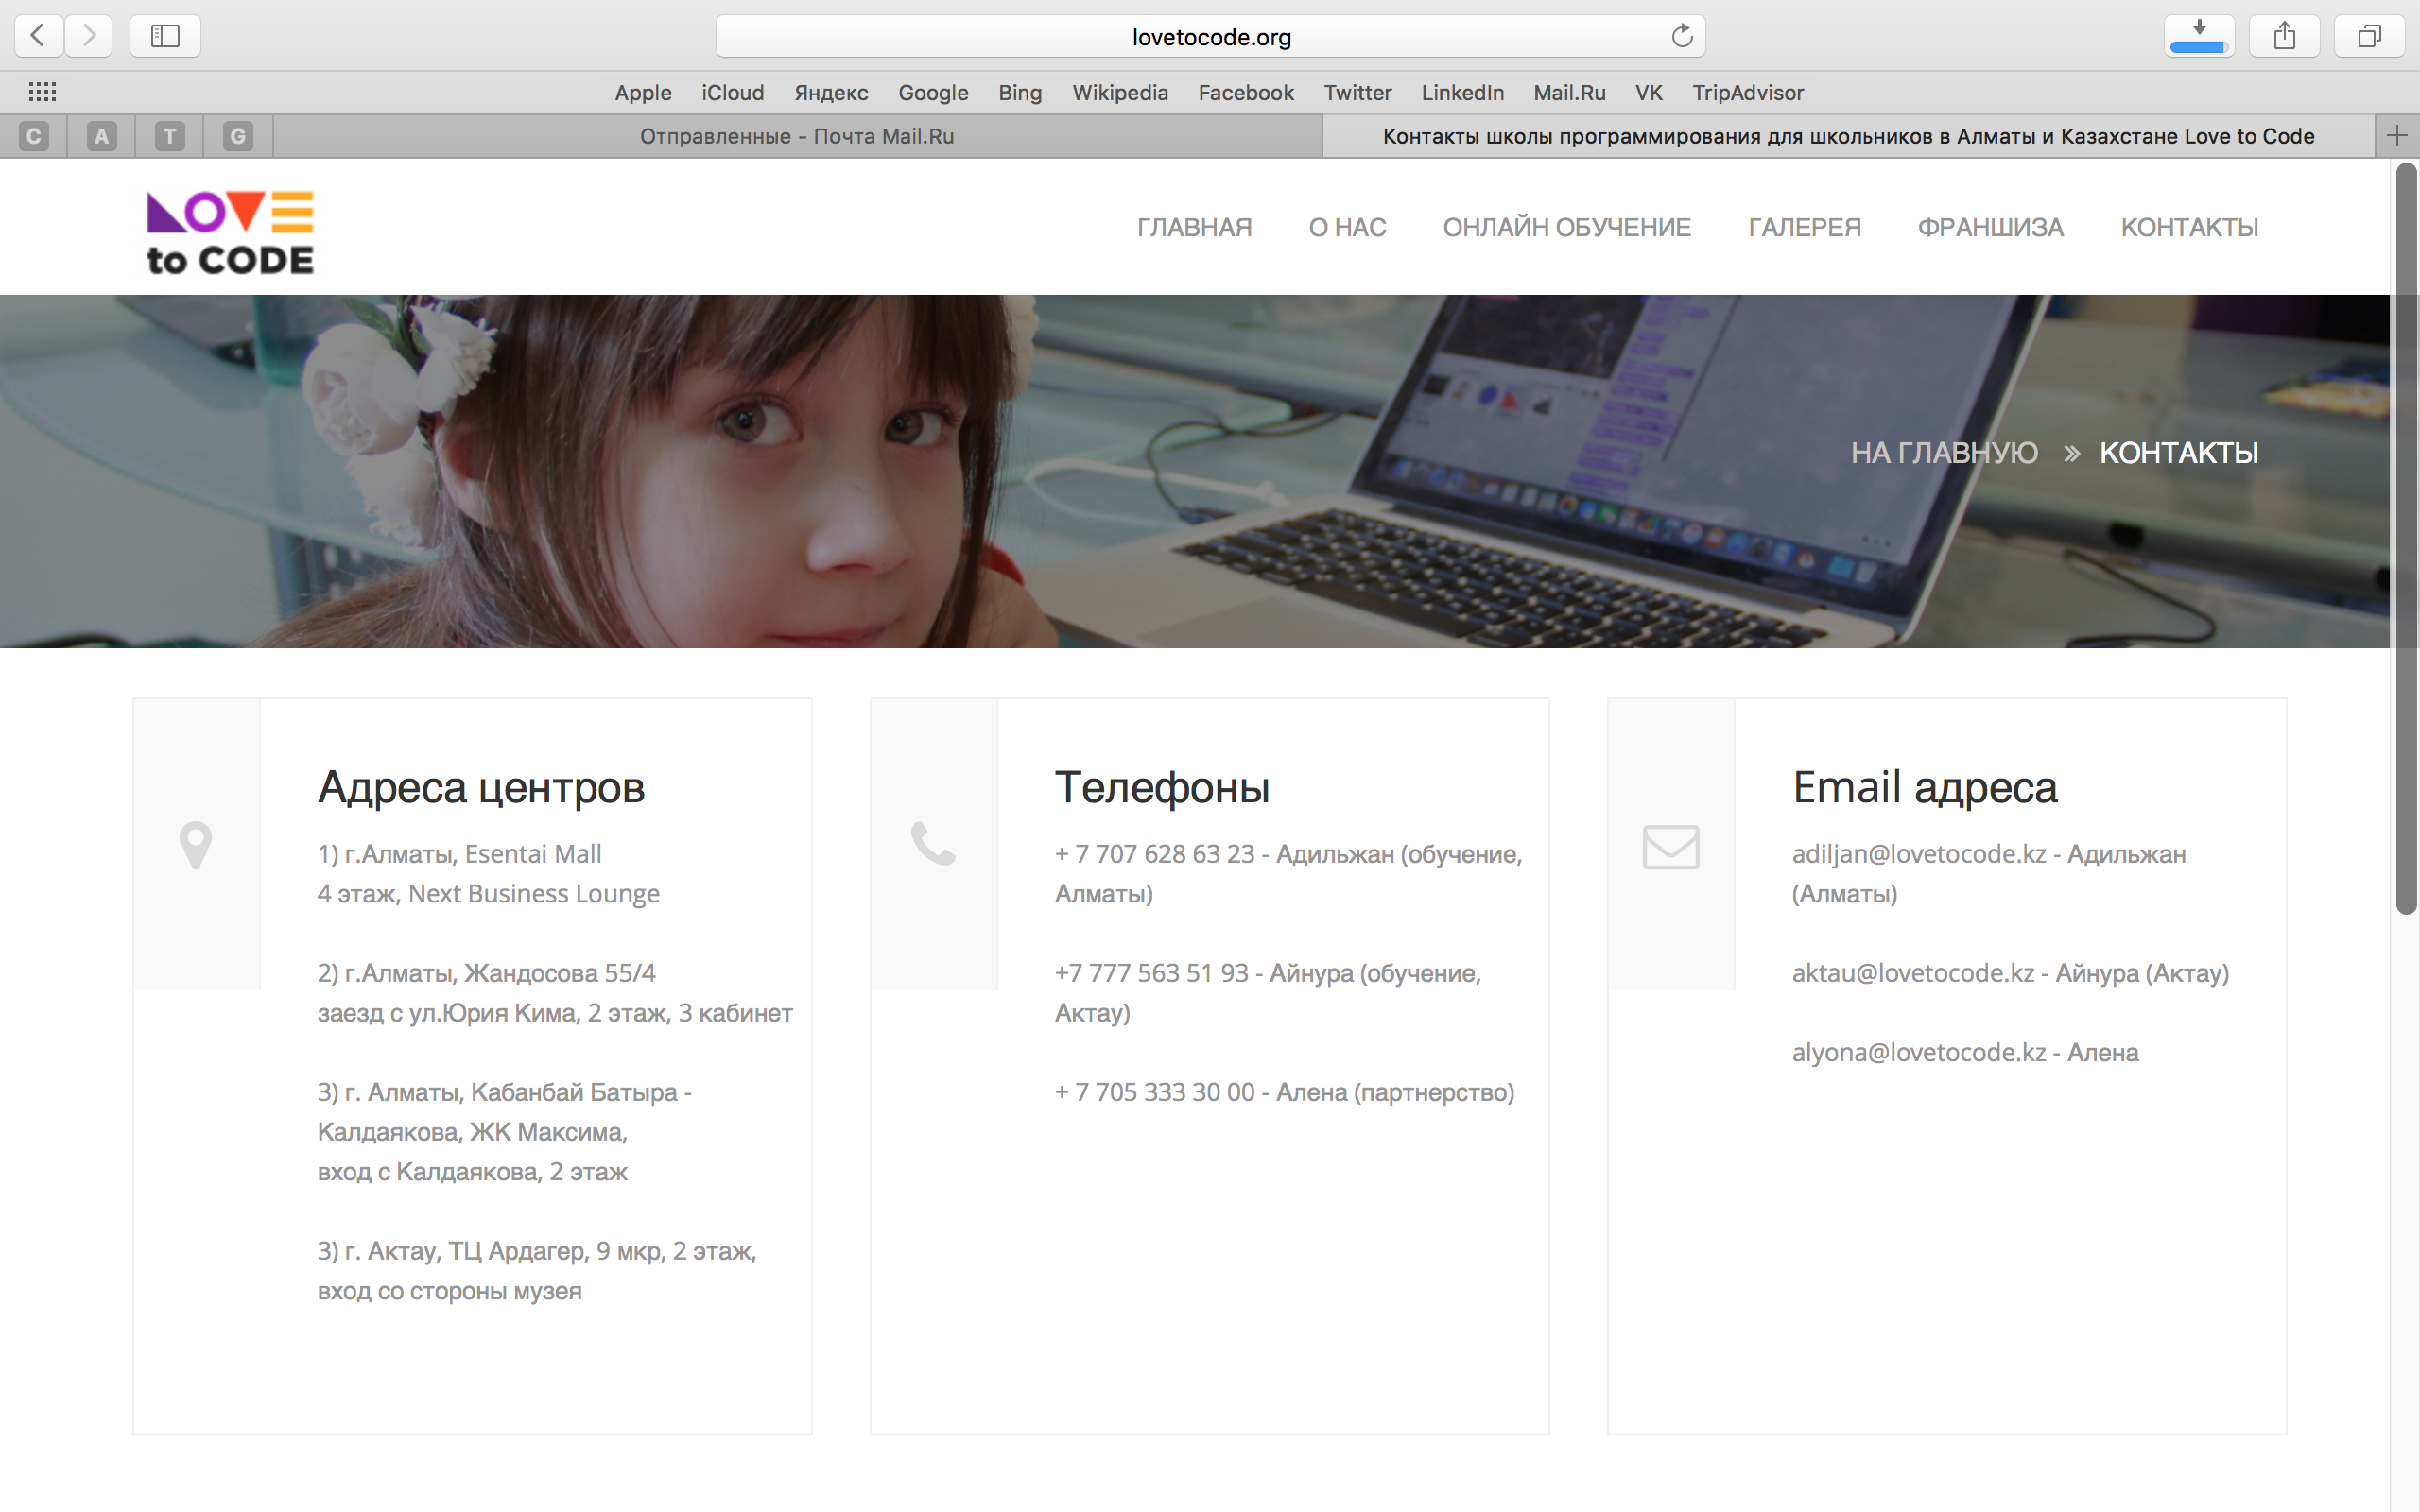 lovetocode.org
Apple iCloud Яндекс Google Bing Wikipedia Facebook Twitter LinkedIn Mail.Ru VK TripAdvisor
C A T G Отправленные - Почта Mail.Ru Контакты школы программирования для школьников в Алматы и Казахстане Love to Code
LOVE
to CODE
ГЛАВНАЯ О НАС ОНЛАЙН ОБУЧЕНИЕ ГАЛЕРЕЯ ФРАНШИЗА КОНТАКТЫ
НА ГЛАВНУЮ » КОНТАКТЫ
Адреса центров
1) г.Алматы, Esentai Mall
4 этаж, Next Business Lounge
2) г.Алматы, Жандосова 55/4
заезд с ул.Юрия Кима, 2 этаж, 3 кабинет
3) г. Алматы, Кабанбай Батыра -
Калдаякова, ЖК Максима,
вход с Калдаякова, 2 этаж
3) г. Актау, ТЦ Ардагер, 9 мкр, 2 этаж,
вход со стороны музея
Телефоны
+ 7 707 628 63 23 - Адильжан (обучение,
Алматы)
+7 777 563 51 93 - Айнура (обучение,
Актау)
+ 7 705 333 30 00 - Алена (партнерство)
Email адреса
adiljan@lovetocode.kz - Адильжан
(Алматы)
aktau@lovetocode.kz - Айнура (Актау)
alyona@lovetocode.kz - Алена